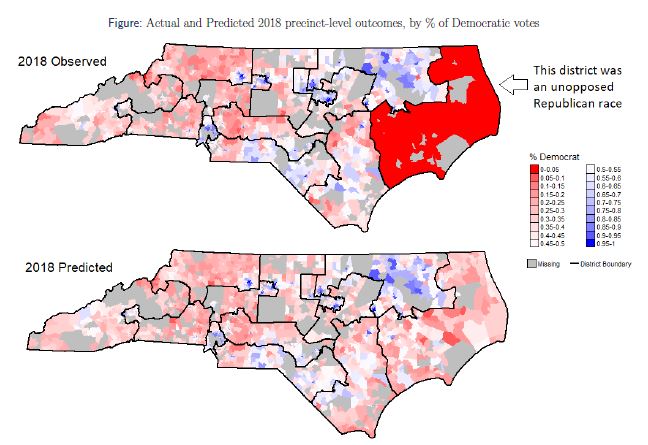 Figure: Actual and Predicted 2018 precinct-level outcomes, by % of Democratic votes
2018 Observed
This district was
an unopposed
Republican race
% Democrat
0-0.05
0.05-0.1
0.1-0.15
0.15-0.2
0.2-0.25
0.25-0.3
0.3-0.35
0.35-0.4
0.4-0.45
0.45-0.5
0.5-0.55
0.55-0.6
0.6-0.65
0.65-0.7
0.7-0.75
0.75-0.8
0.8-0.85
0.85-0.9
0.9-0.95
0.95-1
Missing
District Boundary
2018 Predicted